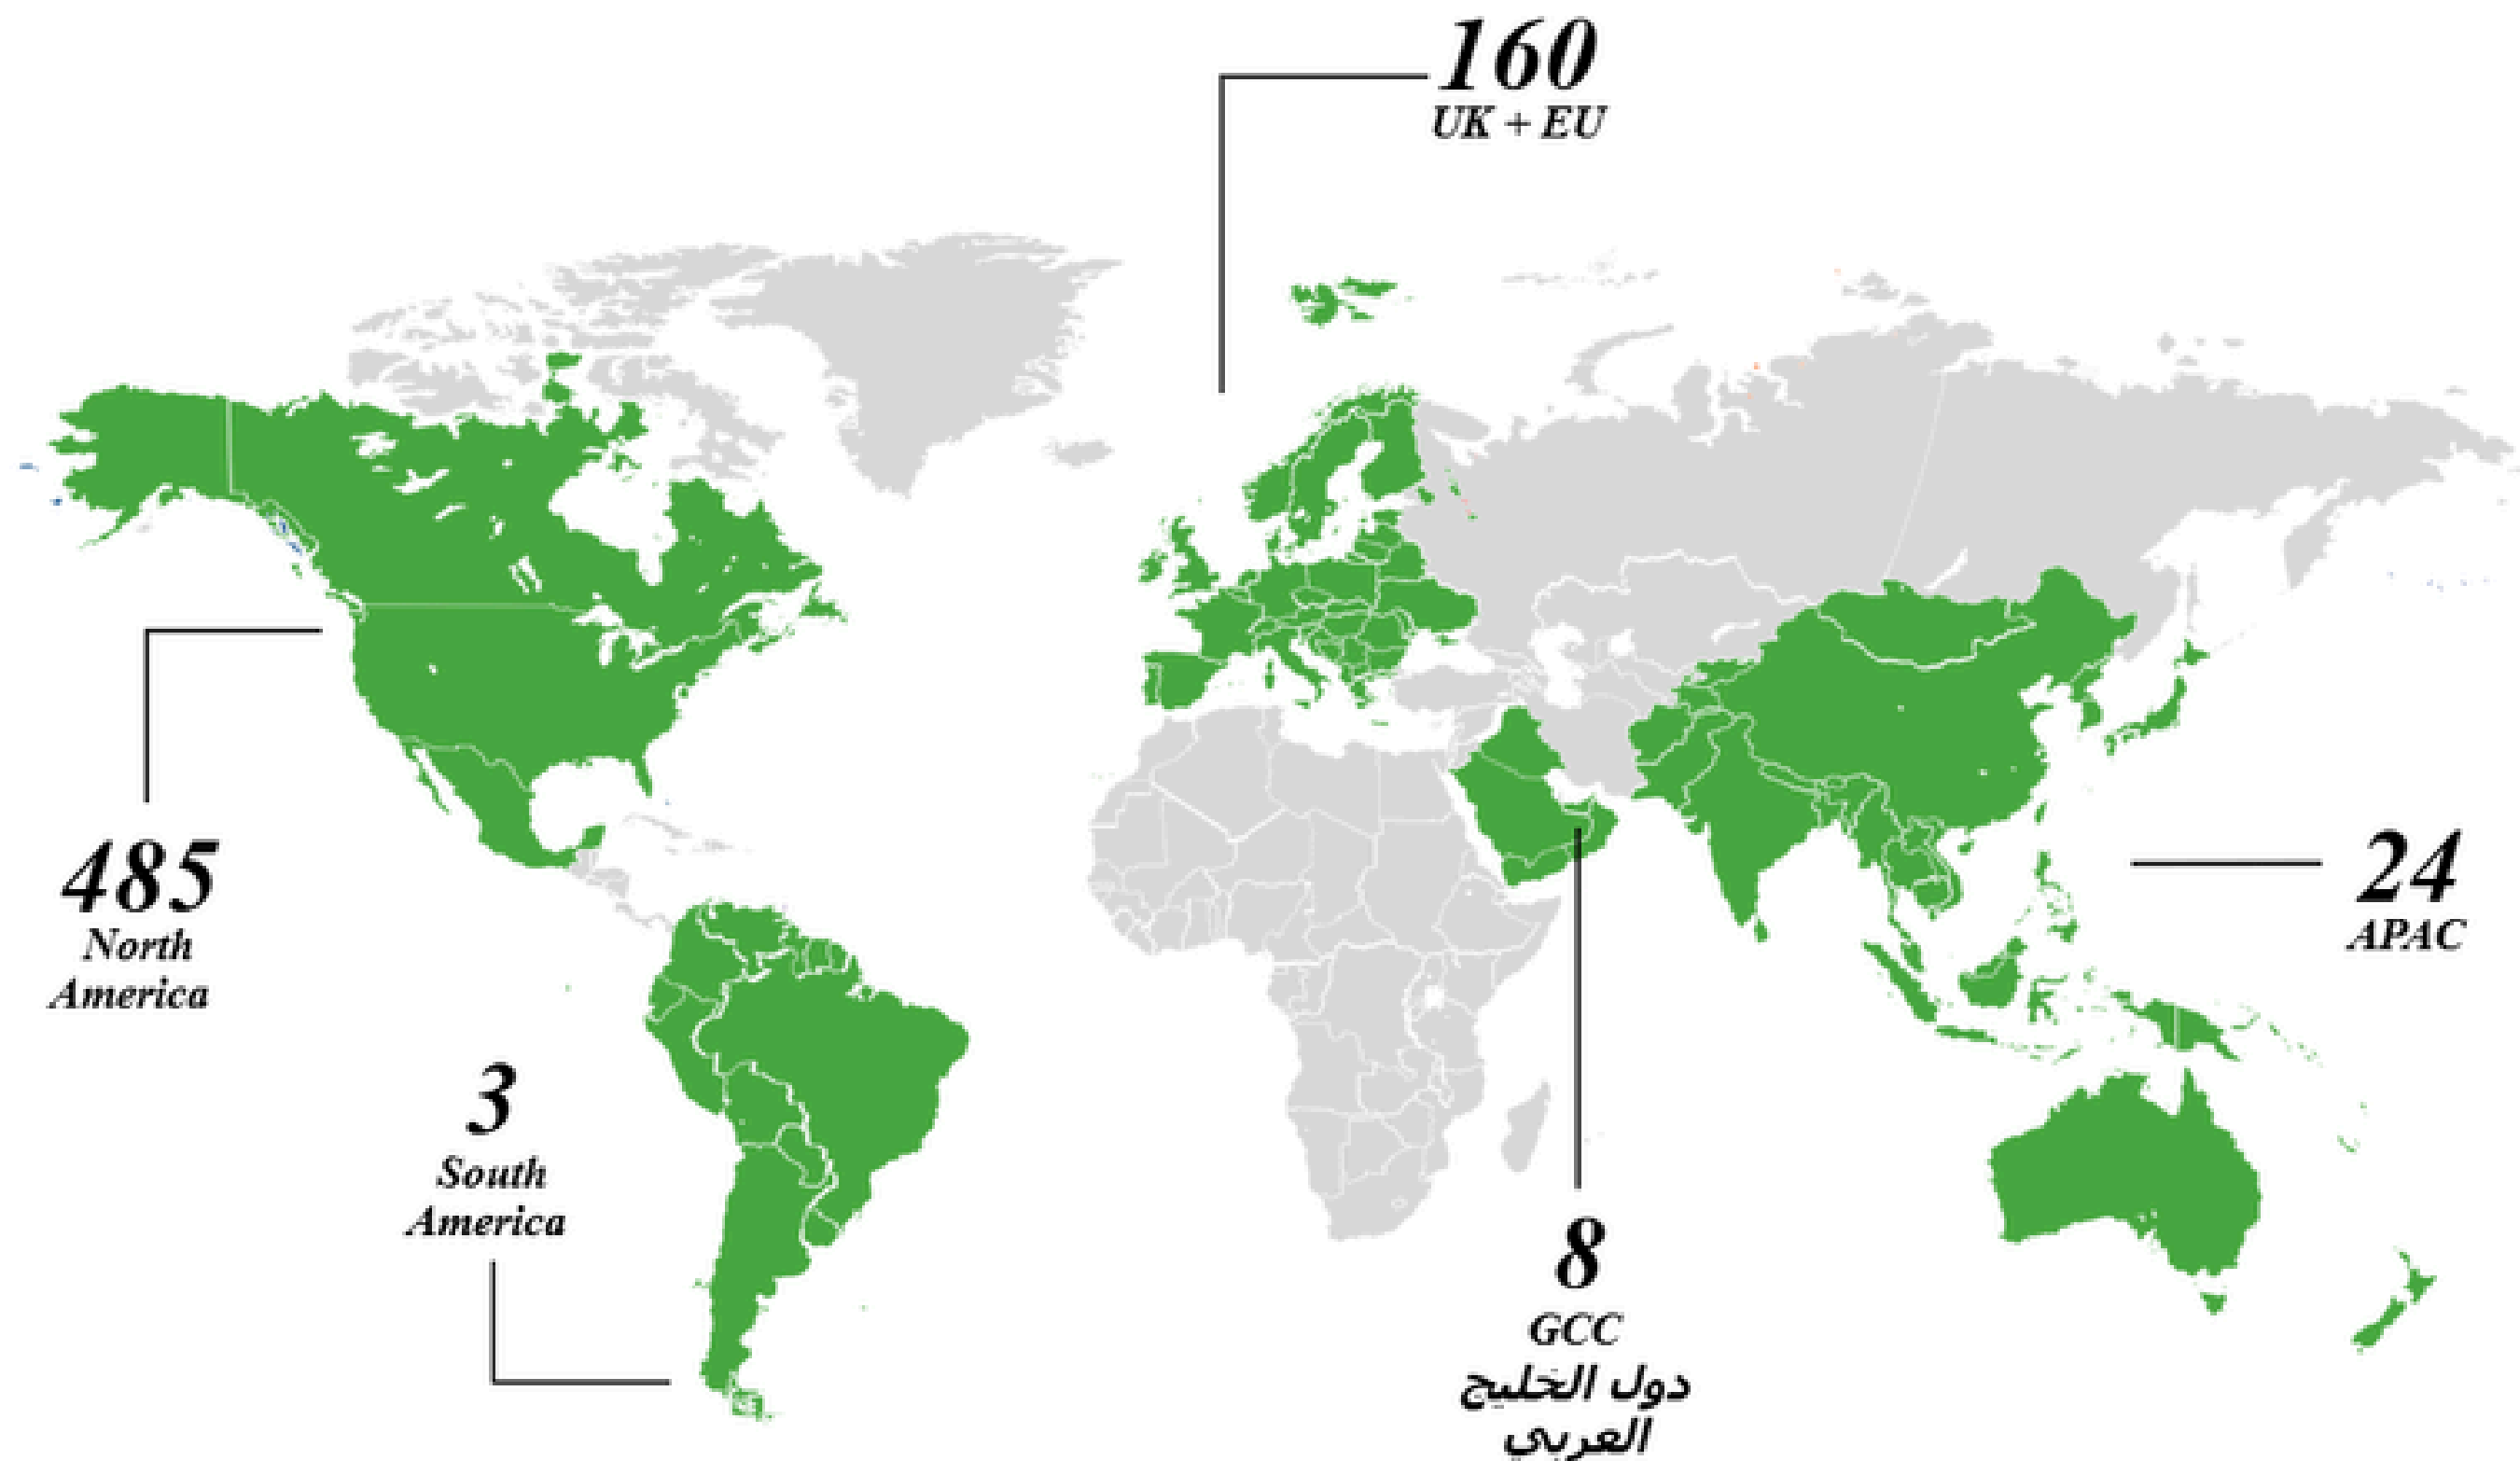 160
UK + EU
485
North
America
24
APAC
3
South
America
8
GCC
دول الخليج
العربي